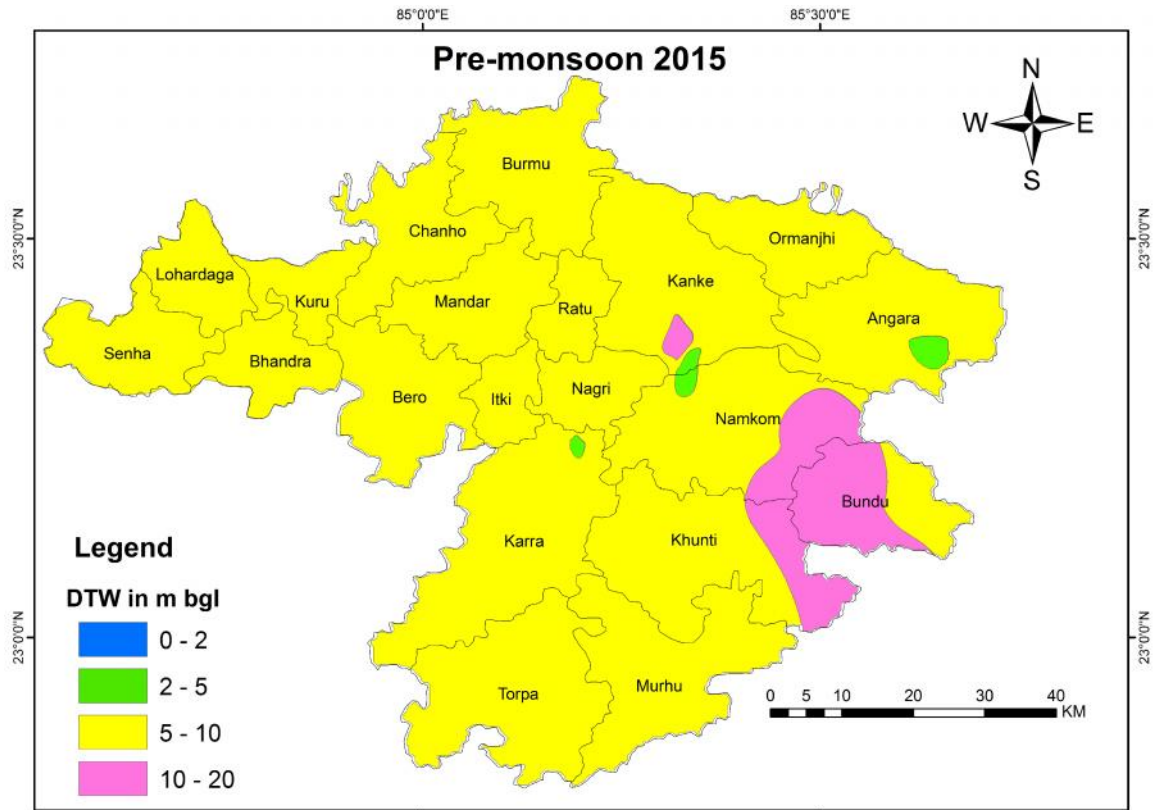 85°0'0"E
85°30'0"E
Pre-monsoon 2015
N
W
E
S
23°30'0"N
23°30'0"N
Burmu
Chanho
Ormanjhi
Lohardaga
Kuru
Mandar
Ratu
Kanke
Angara
Senha
Bhandra
Bero
Itki
Nagri
Namkom
Bundu
Karra
Khunti
Torpa
Murhu
23°0'0"N
23°0'0"N
Legend
DTW in m bgl
0 - 2
2 - 5
5 - 10
10 - 20
0 5 10 20 30 40
KM